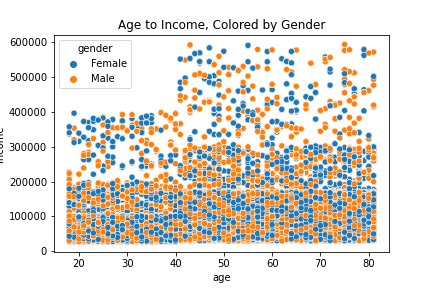 Age to Income, Colored by Gender
600000
500000
400000
300000
200000
100000
0
income
gender
Female
Male
20 30 40 50 60 70 80
age